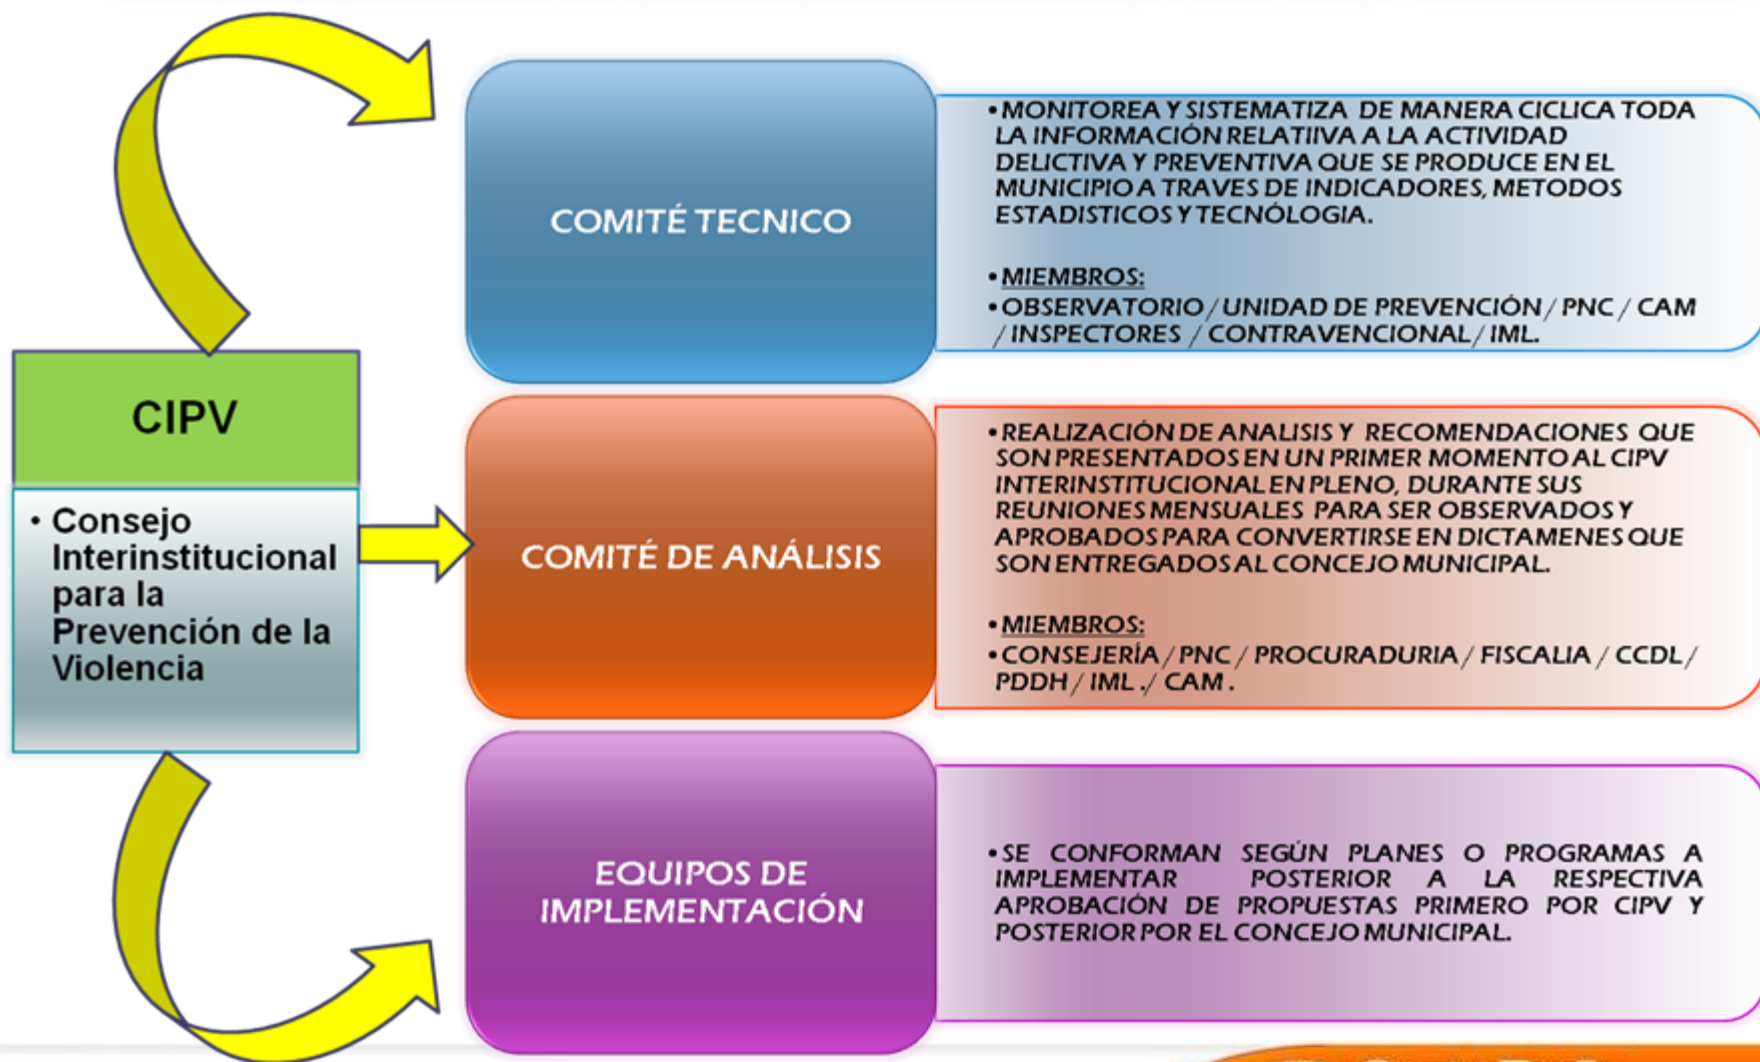 CIPV
• Consejo
Interinstitucional
para la
Prevención de la
Violencia
COMITÉ TECNICO
• MONITOREA Y SISTEMATIZA DE MANERA CICLICA TODA
LA INFORMACIÓN RELATIIVA A LA ACTIVIDAD
DELICTIVA Y PREVENTIVA QUE SE PRODUCE EN EL
MUNICIPIO A TRAVES DE INDICADORES, METODOS
ESTADISTICOS Y TECNÓLOGIA.
• MIEMBROS:
• OBSERVATORIO / UNIDAD DE PREVENCIÓN / PNC / CAM
/ INSPECTORES / CONTRAVENCIONAL / IML.
COMITÉ DE ANÁLISIS
• REALIZACIÓN DE ANALISIS Y RECOMENDACIONES QUE
SON PRESENTADOS EN UN PRIMER MOMENTO AL CIPV
INTERINSTITUCIONAL EN PLENO, DURANTE SUS
REUNIONES MENSUALES PARA SER OBSERVADOS Y
APROBADOS PARA CONVERTIRSE EN DICTAMENES QUE
SON ENTREGADOS AL CONCEJO MUNICIPAL.
• MIEMBROS:
• CONSEJERÍA / PNC / PROCURADURIA / FISCALIA / CCDL /
PDDH / IML ./ CAM .
EQUIPOS DE
IMPLEMENTACIÓN
• SE CONFORMAN SEGÚN PLANES O PROGRAMAS A
IMPLEMENTAR POSTERIOR A LA RESPECTIVA
APROBACIÓN DE PROPUESTAS PRIMERO POR CIPV Y
POSTERIOR POR EL CONCEJO MUNICIPAL.